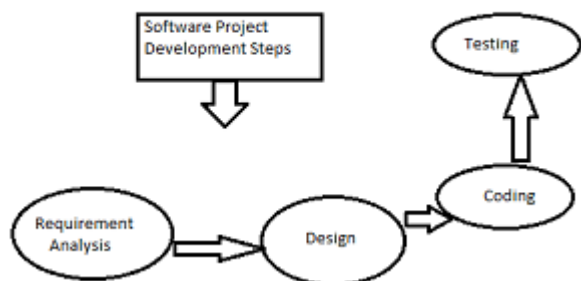 Software Project
Development Steps
Testing
Coding
Requirement
Analysis
Design